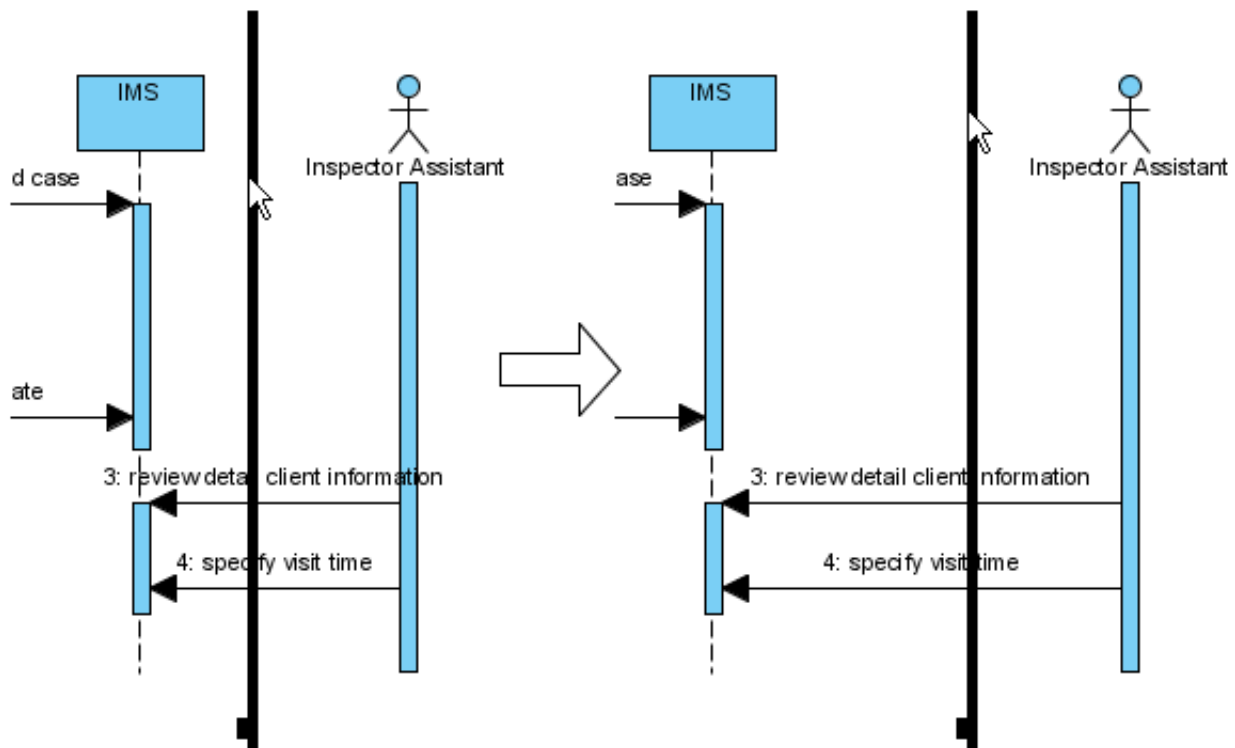 IMS
Inspector Assistant
d case
ate
3: review detail client information
4: specify visit time
IMS
Inspector Assistant
ase
3: review detail client information
4: specify visit time